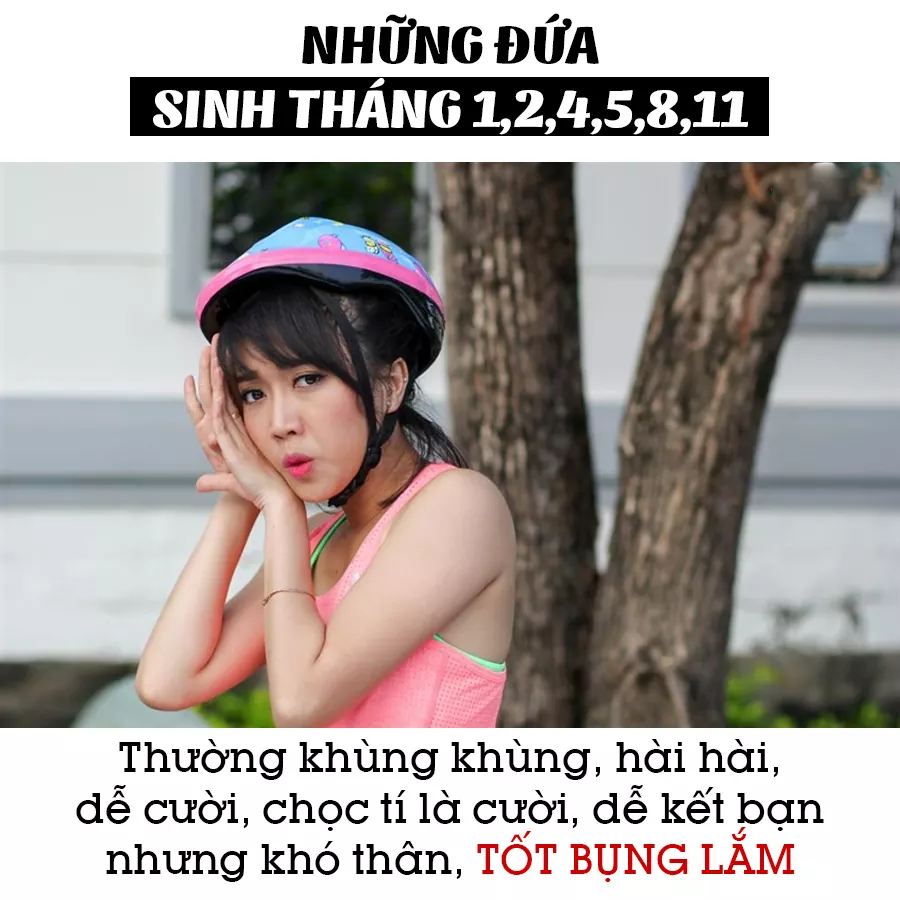 NHỮNG ĐỨA
SINH THÁNG 1,2,4,5,8,11
Thường khùng khùng, hài hài,
dễ cười, chọc tí là cười, dễ kết bạn
nhưng khó thân, TỐT BỤNG LẮM